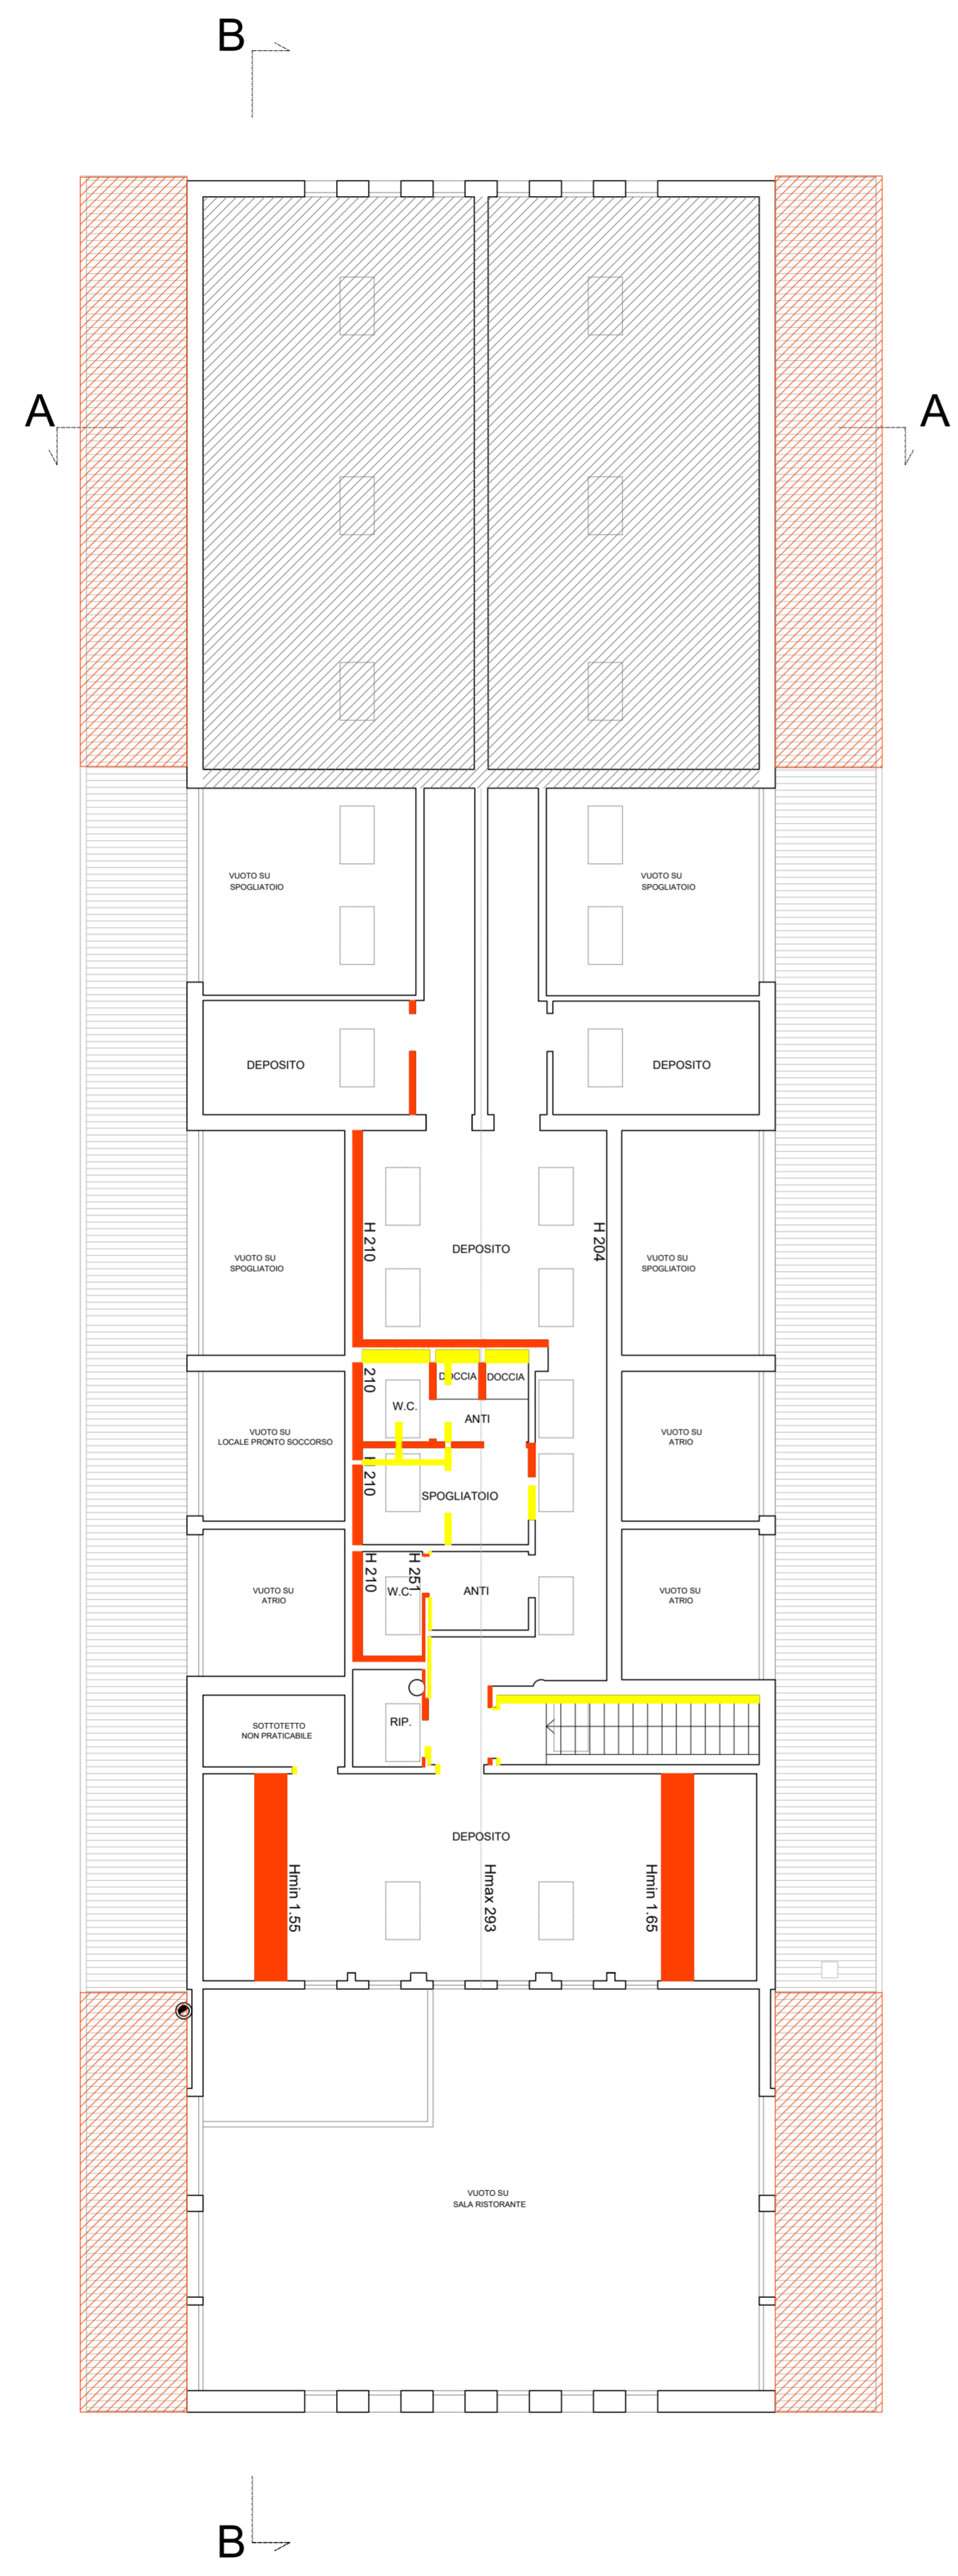 B
A
A
VUOTO SU
SPOGLIATOIO
VUOTO SU
SPOGLIATOIO
DEPOSITO
DEPOSITO
H 210
DEPOSITO
H 204
VUOTO SU
SPOGLIATOIO
VUOTO SU
SPOGLIATOIO
210
DOCCIA
DOCCIA
W.C.
ANTI
VUOTO SU
LOCALE PRONTO SOCCORSO
VUOTO SU
ATRIO
H 210
SPOGLIATOIO
H 210
H 251
W.C.
ANTI
VUOTO SU
ATRIO
VUOTO SU
ATRIO
RIP.
SOTTOTETTO
NON PRATICABILE
DEPOSITO
Hmin 1.55
Hmax 293
Hmin 1.65
VUOTO SU
SALA RISTORANTE
B